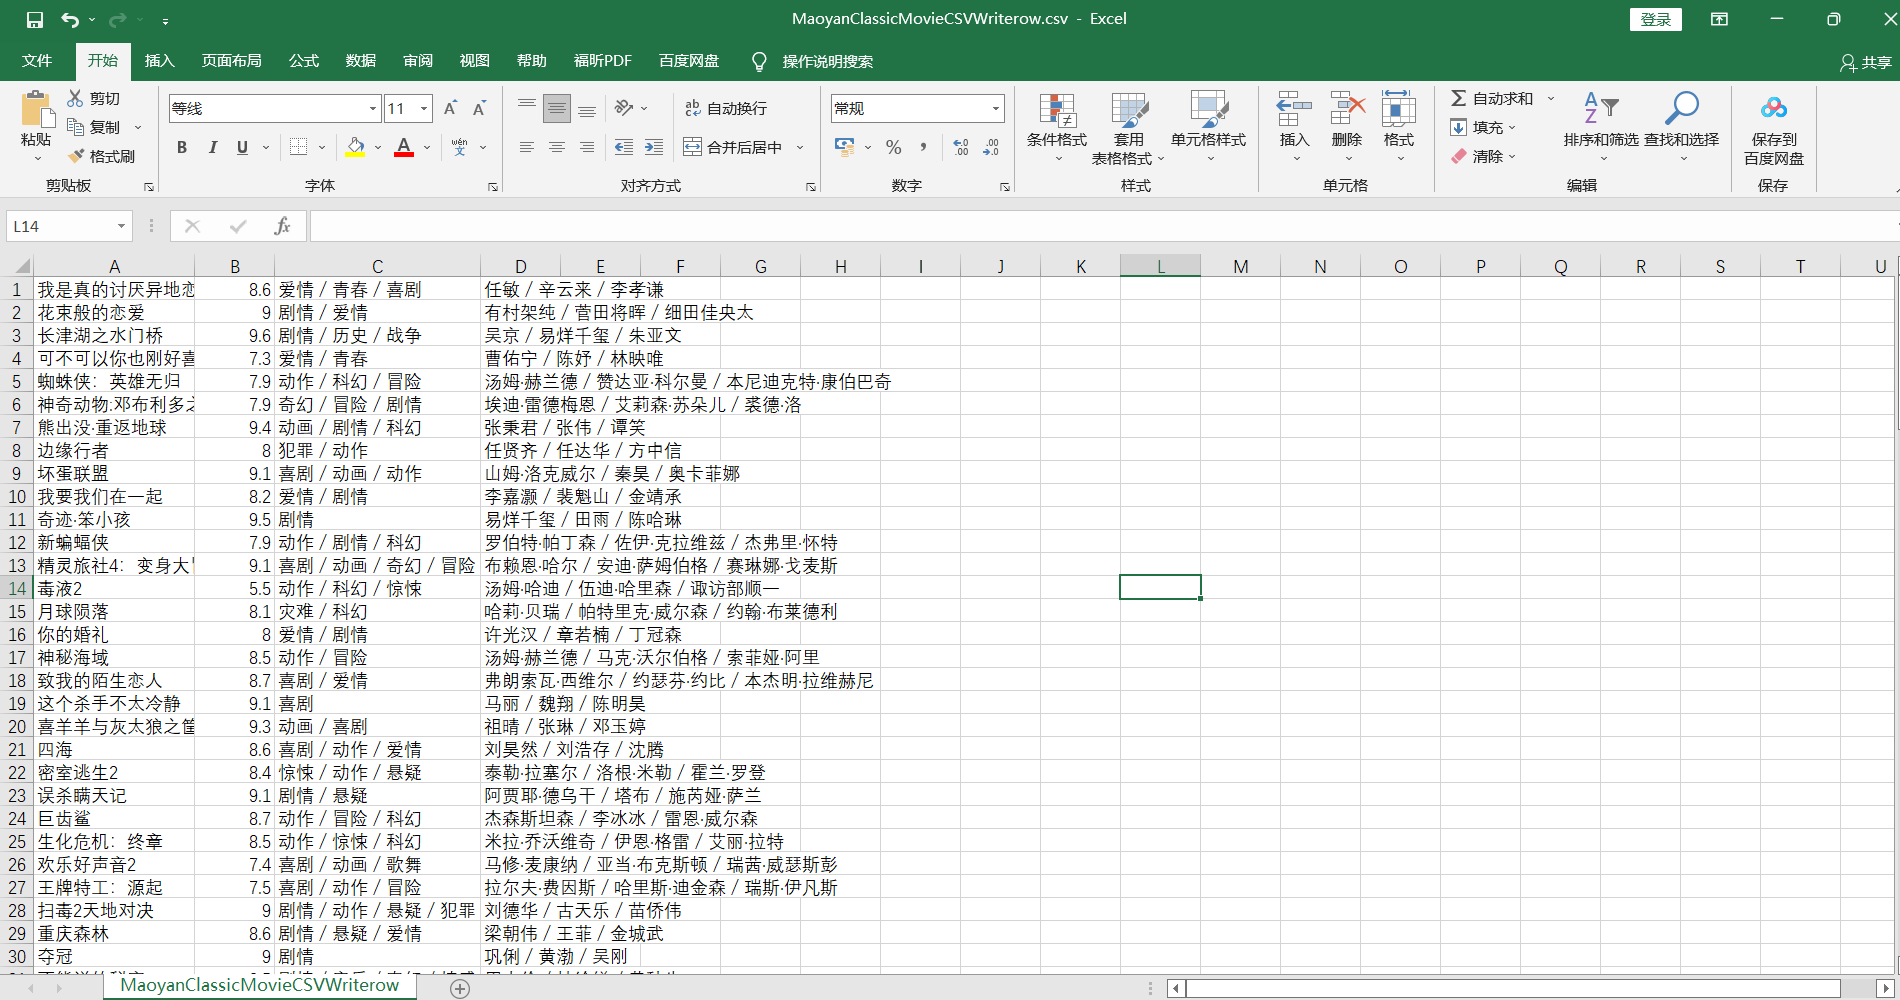 MaoyanClassicMovieCSVWriterow.csv - Excel
登录
文件 开始 插入 页面布局 公式 数据 审阅 视图 帮助 福昕PDF 百度网盘 操作说明搜索 共享
粘贴 剪切 复制 格式刷 剪贴板
等线 11 B I U A wén 文 字体
自动换行 合并后居中 对齐方式
常规 % 数字
条件格式 套用表格格式 单元格样式 样式
插入 删除 格式 单元格
自动求和 填充 清除 排序和筛选 查找和选择 编辑
保存到百度网盘 保存
L14 fx
A B C D E F G H I J K L M N O P Q R S T U
1 我是真的讨厌异地恋 8.6 爱情 / 青春 / 喜剧 任敏 / 辛云来 / 李孝谦
2 花束般的恋爱 9 剧情 / 爱情 有村架纯 / 菅田将晖 / 细田佳央太
3 长津湖之水门桥 9.6 剧情 / 历史 / 战争 吴京 / 易烊千玺 / 朱亚文
4 可不可以你也刚好喜 7.3 爱情 / 青春 曹佑宁 / 陈妤 / 林映唯
5 蜘蛛侠：英雄无归 7.9 动作 / 科幻 / 冒险 汤姆·赫兰德 / 赞达亚·科尔曼 / 本尼迪克特·康伯巴奇
6 神奇动物:邓布利多之 7.9 奇幻 / 冒险 / 剧情 埃迪·雷德梅恩 / 艾莉森·苏朵儿 / 裘德·洛
7 熊出没·重返地球 9.4 动画 / 剧情 / 科幻 张秉君 / 张伟 / 谭笑
8 边缘行者 8 犯罪 / 动作 任贤齐 / 任达华 / 方中信
9 坏蛋联盟 9.1 喜剧 / 动画 / 动作 山姆·洛克威尔 / 秦昊 / 奥卡菲娜
10 我要我们在一起 8.2 爱情 / 剧情 李嘉灏 / 裴魁山 / 金靖承
11 奇迹·笨小孩 9.5 剧情 易烊千玺 / 田雨 / 陈哈琳
12 新蝙蝠侠 7.9 动作 / 剧情 / 科幻 罗伯特·帕丁森 / 佐伊·克拉维兹 / 杰弗里·怀特
13 精灵旅社4：变身大 9.1 喜剧 / 动画 / 奇幻 / 冒险 布赖恩·哈尔 / 安迪·萨姆伯格 / 赛琳娜·戈麦斯
14 毒液2 5.5 动作 / 科幻 / 惊悚 汤姆·哈迪 / 伍迪·哈里森 / 诹访部顺一
15 月球陨落 8.1 灾难 / 科幻 哈莉·贝瑞 / 帕特里克·威尔森 / 约翰·布莱德利
16 你的婚礼 8 爱情 / 剧情 许光汉 / 章若楠 / 丁冠森
17 神秘海域 8.5 动作 / 冒险 汤姆·赫兰德 / 马克·沃尔伯格 / 索菲娅·阿里
18 致我的陌生恋人 8.7 喜剧 / 爱情 弗朗索瓦·西维尔 / 约瑟芬·约比 / 本杰明·拉维赫尼
19 这个杀手不太冷静 9.1 喜剧 马丽 / 魏翔 / 陈明昊
20 喜羊羊与灰太狼之筐 9.3 动画 / 喜剧 祖晴 / 张琳 / 邓玉婷
21 四海 8.6 喜剧 / 动作 / 爱情 刘昊然 / 刘浩存 / 沈腾
22 密室逃生2 8.4 惊悚 / 动作 / 悬疑 泰勒·拉塞尔 / 洛根·米勒 / 霍兰·罗登
23 误杀瞒天记 9.1 剧情 / 悬疑 阿贾耶·德乌干 / 塔布 / 施芮娅·萨兰
24 巨齿鲨 8.7 动作 / 冒险 / 科幻 杰森斯坦森 / 李冰冰 / 雷恩·威尔森
25 生化危机：终章 8.5 动作 / 惊悚 / 科幻 米拉·乔沃维奇 / 伊恩·格雷 / 艾丽·拉特
26 欢乐好声音2 7.4 喜剧 / 动画 / 歌舞 马修·麦康纳 / 亚当·布克斯顿 / 瑞茜·威瑟斯彭
27 王牌特工：源起 7.5 喜剧 / 动作 / 冒险 拉尔夫·费因斯 / 哈里斯·迪金森 / 瑞斯·伊凡斯
28 扫毒2天地对决 9 剧情 / 动作 / 悬疑 / 犯罪 刘德华 / 古天乐 / 苗侨伟
29 重庆森林 8.6 剧情 / 悬疑 / 爱情 梁朝伟 / 王菲 / 金城武
30 夺冠 9 剧情 巩俐 / 黄渤 / 吴刚
MaoyanClassicMovieCSVWriterow